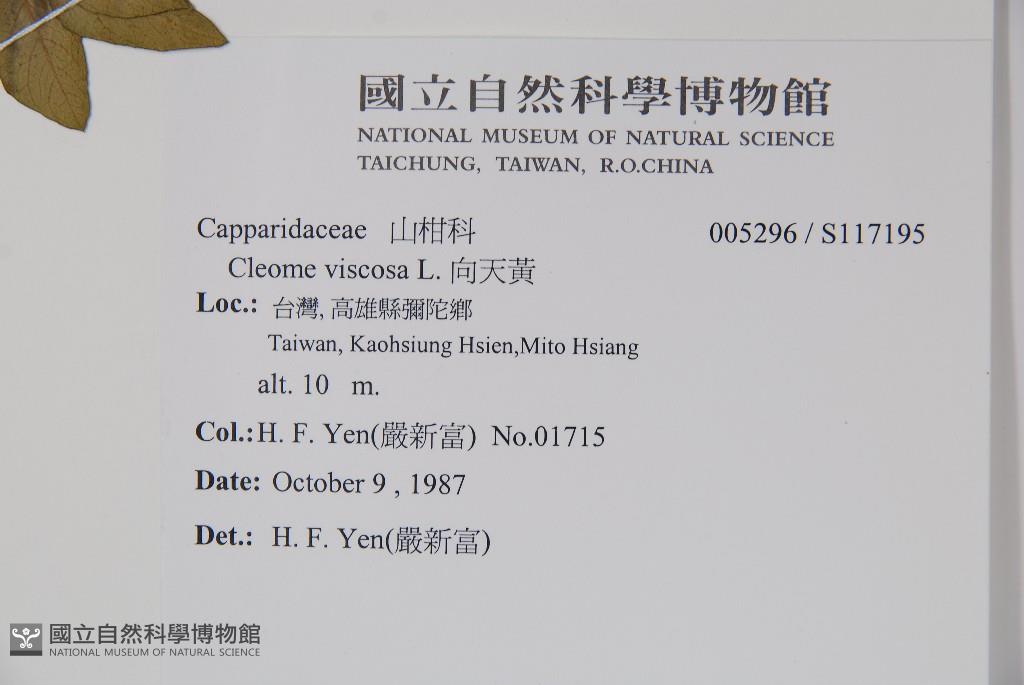 國立自然科學博物館
NATIONAL MUSEUM OF NATURAL SCIENCE
TAICHUNG, TAIWAN, R.O.CHINA
Capparidaceae 山柑科 005296 / S117195
Cleome viscosa L. 向天黃
Loc.: 台灣, 高雄縣彌陀鄉
Taiwan, Kaohsiung Hsien,Mito Hsiang
alt. 10 m.
Col.:H. F. Yen(嚴新富) No.01715
Date: October 9 , 1987
Det.: H. F. Yen(嚴新富)
國立自然科學博物館
NATIONAL MUSEUM OF NATURAL SCIENCE